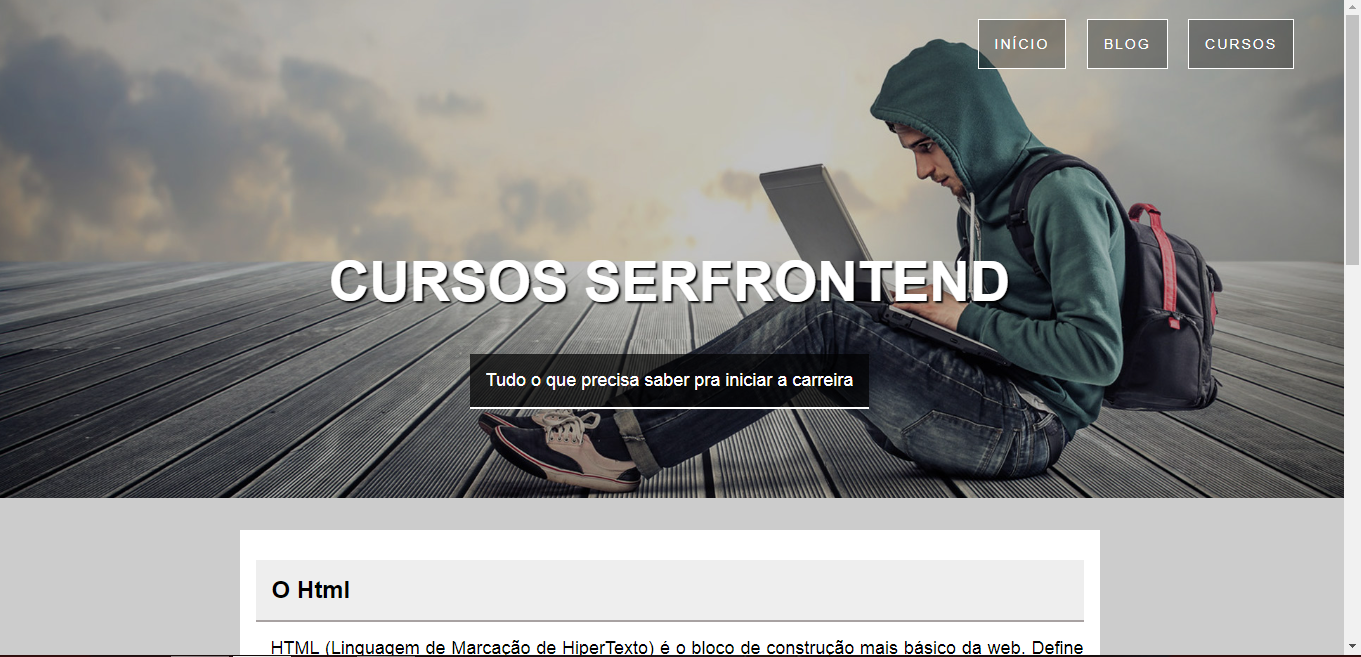 INÍCIO BLOG CURSOS
CURSOS SERFRONTEND
Tudo o que precisa saber pra iniciar a carreira
O Html
HTML (Linguagem de Marcação de HiperTexto) é o bloco de construção mais básico da web. Define